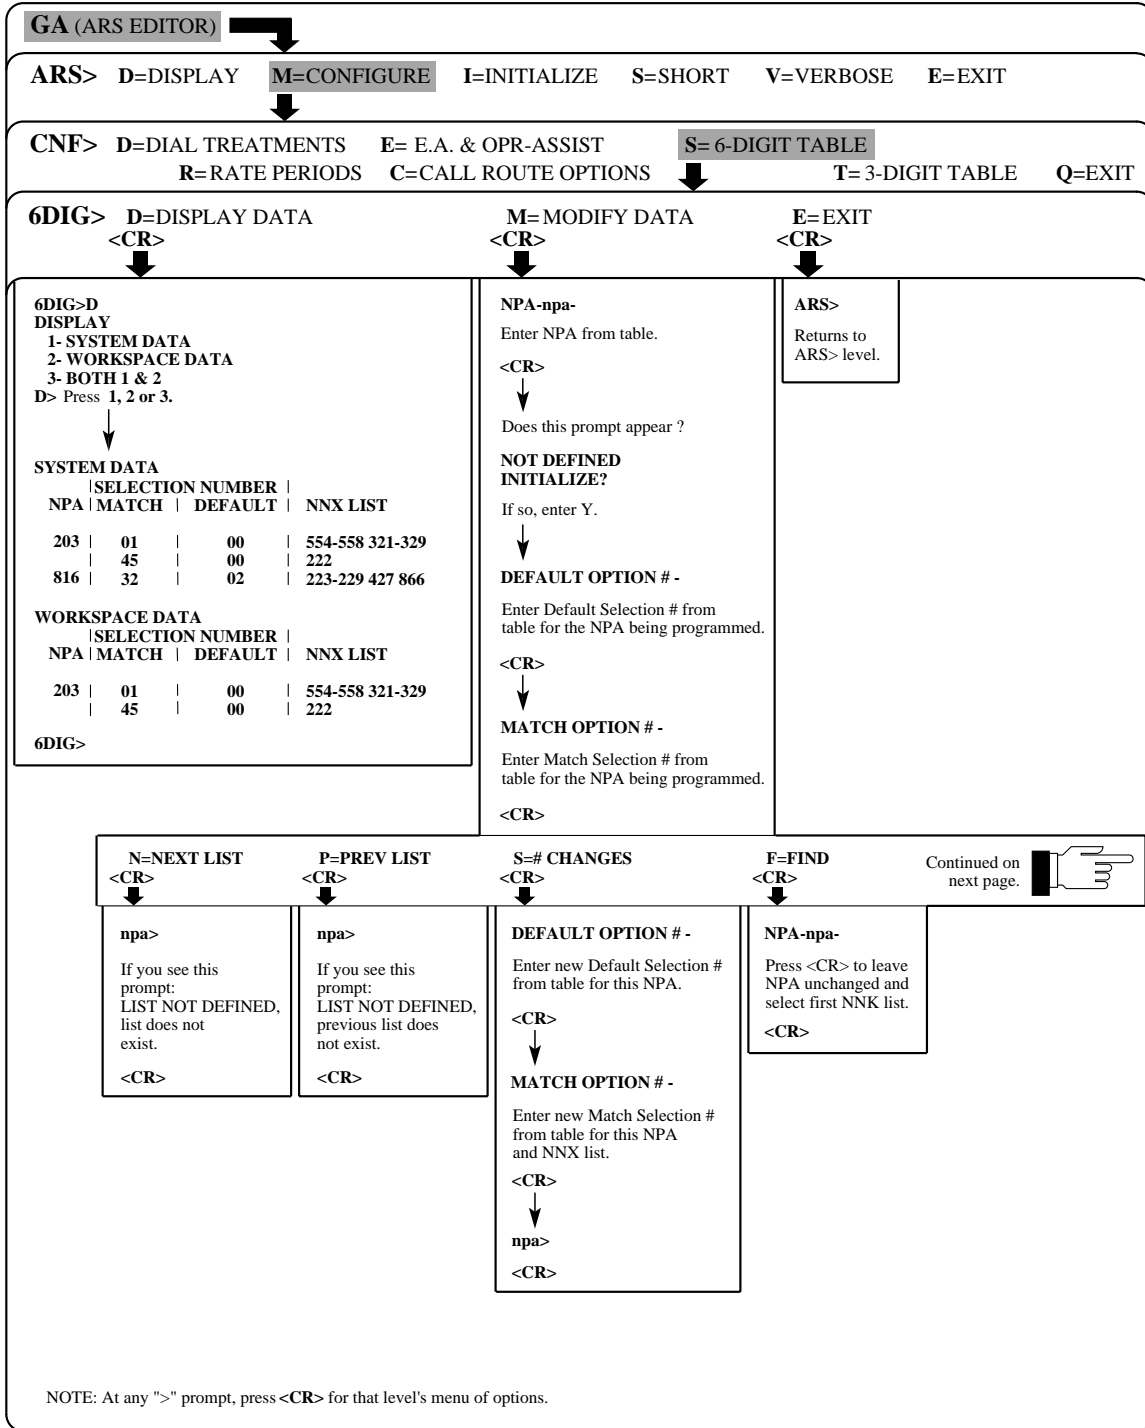 GA (ARS EDITOR)
ARS> D=DISPLAY M=CONFIGURE I=INITIALIZE S=SHORT V=VERBOSE E=EXIT
CNF> D=DIAL TREATMENTS E= E.A. & OPR-ASSIST S= 6-DIGIT TABLE
R=RATE PERIODS C=CALL ROUTE OPTIONS T= 3-DIGIT TABLE Q=EXIT
6DIG> D=DISPLAY DATA M=MODIFY DATA E=EXIT
<CR> <CR> <CR>
6DIG>D
DISPLAY
1- SYSTEM DATA
2- WORKSPACE DATA
3- BOTH 1 & 2
D> Press 1, 2 or 3.
SYSTEM DATA
|SELECTION NUMBER |
NPA | MATCH | DEFAULT | NNX LIST
203 | 01 | 00 | 554-558 321-329
| 45 | 00 | 222
816 | 32 | 02 | 223-229 427 866
WORKSPACE DATA
|SELECTION NUMBER |
NPA | MATCH | DEFAULT | NNX LIST
203 | 01 | 00 | 554-558 321-329
| 45 | 00 | 222
6DIG>
NPA-npa-
Enter NPA from table.
<CR>
Does this prompt appear ?
NOT DEFINED
INITIALIZE?
If so, enter Y.
DEFAULT OPTION # -
Enter Default Selection # from
table for the NPA being programmed.
<CR>
MATCH OPTION # -
Enter Match Selection # from
table for the NPA being programmed.
<CR>
ARS>
Returns to
ARS> level.
N=NEXT LIST P=PREV LIST S=# CHANGES F=FIND
<CR> <CR> <CR> <CR>
Continued on
next page.
npa>
If you see this
prompt:
LIST NOT DEFINED,
list does not
exist.
<CR>
npa>
If you see this
prompt:
LIST NOT DEFINED,
previous list does
not exist.
<CR>
DEFAULT OPTION # -
Enter new Default Selection #
from table for this NPA.
<CR>
MATCH OPTION # -
Enter new Match Selection #
from table for this NPA
and NNX list.
<CR>
npa>
<CR>
NPA-npa-
Press <CR> to leave
NPA unchanged and
select first NNK list.
<CR>
NOTE: At any ">" prompt, press <CR> for that level's menu of options.